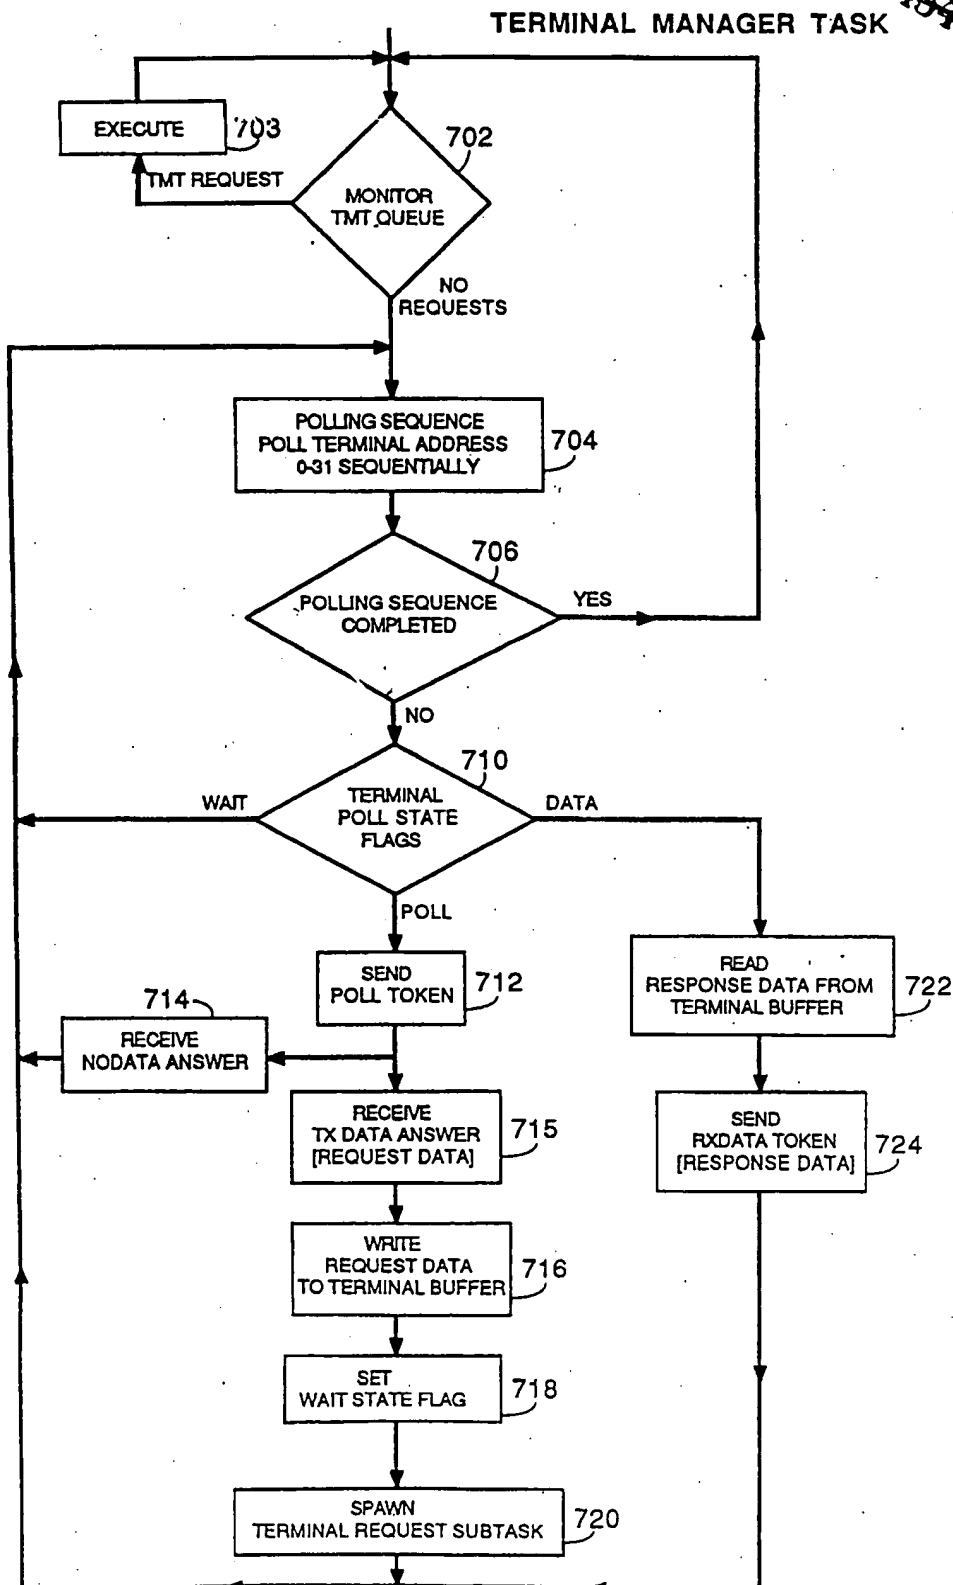 TERMINAL MANAGER TASK
EXECUTE
703
702
TMT REQUEST
MONITOR
TMT QUEUE
NO
REQUESTS
POLLING SEQUENCE
POLL TERMINAL ADDRESS
0-31 SEQUENTIALLY
704
706
POLLING SEQUENCE
COMPLETED
YES
NO
710
WAIT
TERMINAL
POLL STATE
FLAGS
DATA
POLL
SEND
POLL TOKEN
712
READ
RESPONSE DATA FROM
TERMINAL BUFFER
722
714
RECEIVE
NODATA ANSWER
RECEIVE
TX DATA ANSWER
[REQUEST DATA]
715
SEND
RXDATA TOKEN
[RESPONSE DATA]
724
WRITE
REQUEST DATA
TO TERMINAL BUFFER
716
SET
WAIT STATE FLAG
718
SPAWN
TERMINAL REQUEST SUBTASK
720